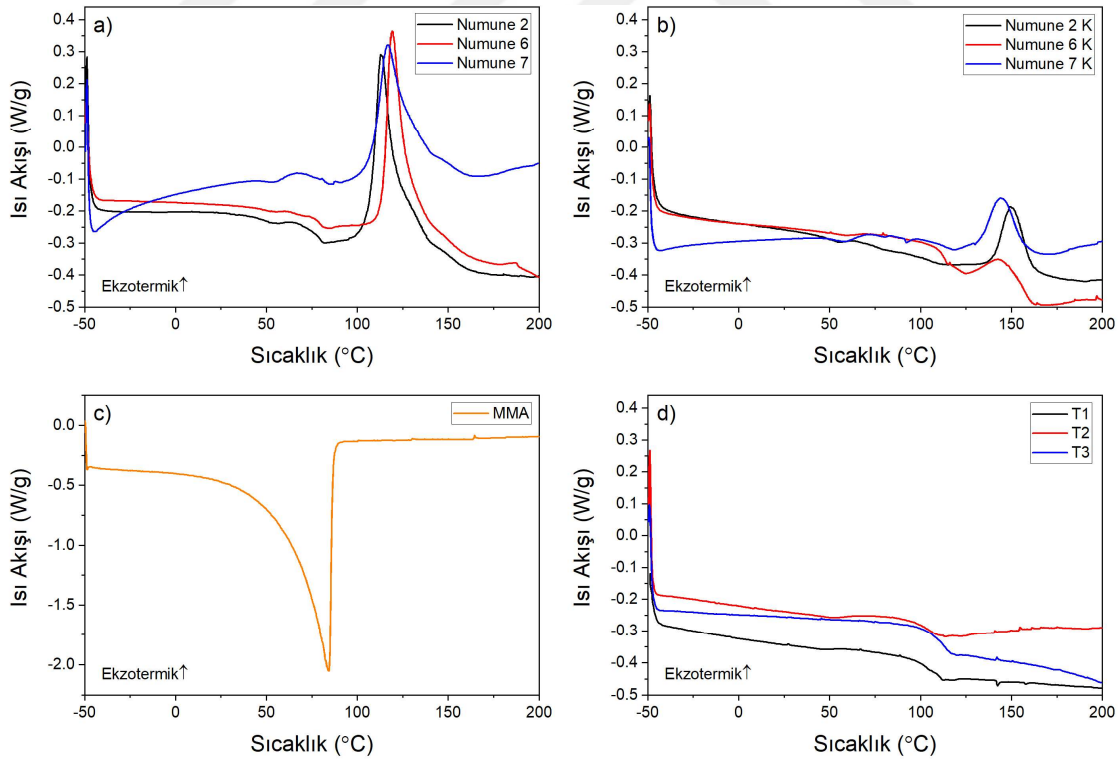 a)
Numune 2
Numune 6
Numune 7
0.4
0.3
0.2
0.1
0.0
-0.1
-0.2
-0.3
-0.4
-0.5
Isı Akışı (W/g)
Ekzotermik↑
-50 0 50 100 150 200
Sıcaklık (°C)
b)
Numune 2 K
Numune 6 K
Numune 7 K
0.4
0.3
0.2
0.1
0.0
-0.1
-0.2
-0.3
-0.4
-0.5
Isı Akışı (W/g)
Ekzotermik↑
-50 0 50 100 150 200
Sıcaklık (°C)
c)
MMA
0.0
-0.5
-1.0
-1.5
-2.0
Isı Akışı (W/g)
Ekzotermik↑
-50 0 50 100 150 200
Sıcaklık (°C)
d)
T1
T2
T3
0.4
0.3
0.2
0.1
0.0
-0.1
-0.2
-0.3
-0.4
-0.5
Isı Akışı (W/g)
Ekzotermik↑
-50 0 50 100 150 200
Sıcaklık (°C)